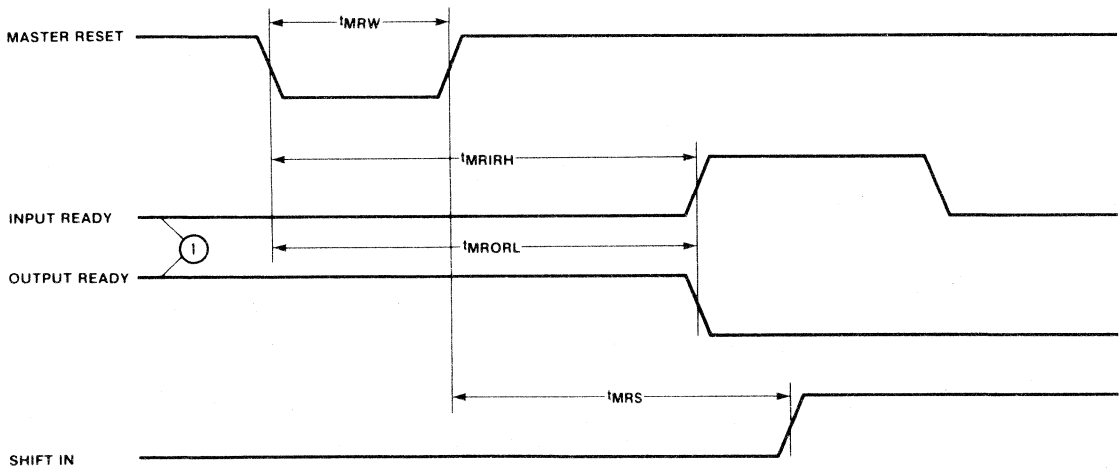 tMRW
MASTER RESET
tMRIRH
INPUT READY
1
tMRORL
OUTPUT READY
tMRS
SHIFT IN